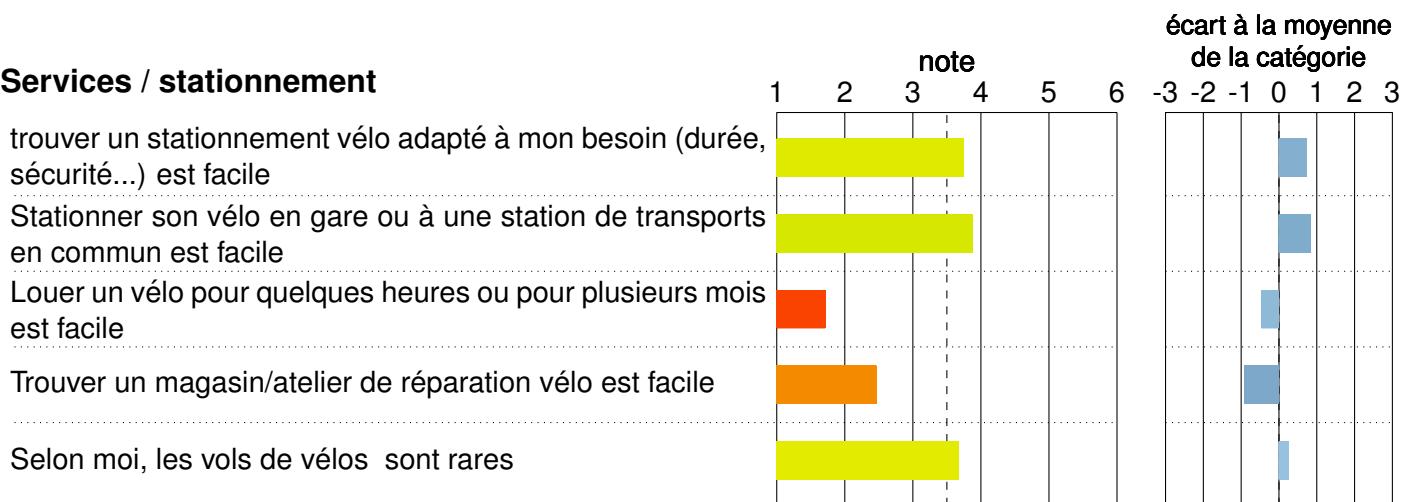 écart à la moyenne
de la catégorie
note
Services / stationnement
1 2 3 4 5 6
-3 -2 -1 0 1 2 3
trouver un stationnement vélo adapté à mon besoin (durée,
sécurité...) est facile
Stationner son vélo en gare ou à une station de transports
en commun est facile
Louer un vélo pour quelques heures ou pour plusieurs mois
est facile
Trouver un magasin/atelier de réparation vélo est facile
Selon moi, les vols de vélos  sont rares